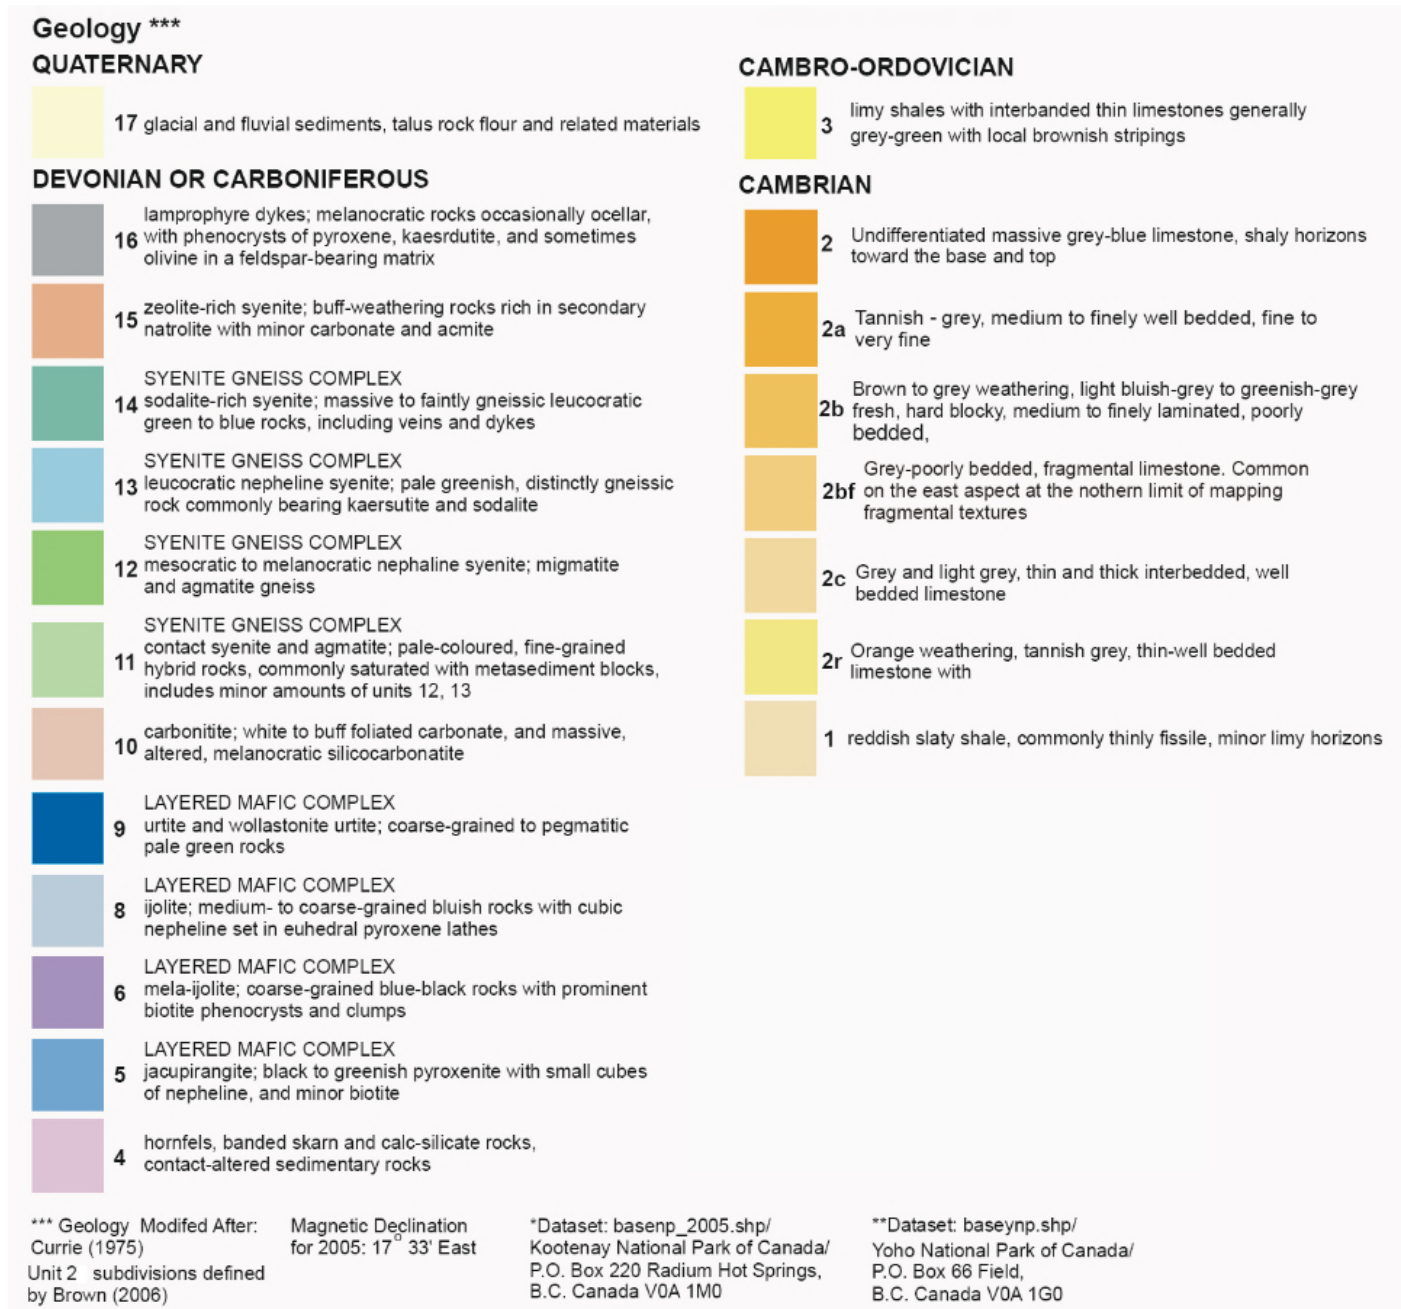 Geology ***
QUATERNARY
17 glacial and fluvial sediments, talus rock flour and related materials
DEVONIAN OR CARBONIFEROUS
lamprophyre dykes; melanocratic rocks occasionally ocellar,
16 with phenocrysts of pyroxene, kaesrdutite, and sometimes
olivine in a feldspar-bearing matrix
15 zeolite-rich syenite; buff-weathering rocks rich in secondary
natrolite with minor carbonate and acmite
SYENITE GNEISS COMPLEX
14 sodalite-rich syenite; massive to faintly gneissic leucocratic
green to blue rocks, including veins and dykes
SYENITE GNEISS COMPLEX
13 leucocratic nepheline syenite; pale greenish, distinctly gneissic
rock commonly bearing kaersutite and sodalite
SYENITE GNEISS COMPLEX
12 mesocratic to melanocratic nephaline syenite; migmatite
and agmatite gneiss
SYENITE GNEISS COMPLEX
contact syenite and agmatite; pale-coloured, fine-grained
11 hybrid rocks, commonly saturated with metasediment blocks,
includes minor amounts of units 12, 13
10 carbonitite; white to buff foliated carbonate, and massive,
altered, melanocratic silicocarbonatite
LAYERED MAFIC COMPLEX
9 urtite and wollastonite urtite; coarse-grained to pegmatitic
pale green rocks
LAYERED MAFIC COMPLEX
8 ijolite; medium- to coarse-grained bluish rocks with cubic
nepheline set in euhedral pyroxene lathes
LAYERED MAFIC COMPLEX
6 mela-ijolite; coarse-grained blue-black rocks with prominent
biotite phenocrysts and clumps
LAYERED MAFIC COMPLEX
5 jacupirangite; black to greenish pyroxenite with small cubes
of nepheline, and minor biotite
4 hornfels, banded skarn and calc-silicate rocks,
contact-altered sedimentary rocks
CAMBRO-ORDOVICIAN
3 limy shales with interbanded thin limestones generally
grey-green with local brownish stripings
CAMBRIAN
2 Undifferentiated massive grey-blue limestone, shaly horizons
toward the base and top
2a Tannish - grey, medium to finely well bedded, fine to
very fine
Brown to grey weathering, light bluish-grey to greenish-grey
2b fresh, hard blocky, medium to finely laminated, poorly
bedded,
Grey-poorly bedded, fragmental limestone. Common
2bf on the east aspect at the nothern limit of mapping
fragmental textures
2c Grey and light grey, thin and thick interbedded, well
bedded limestone
2r Orange weathering, tannish grey, thin-well bedded
limestone with
1 reddish slaty shale, commonly thinly fissile, minor limy horizons
*** Geology Modifed After:
Currie (1975)
Unit 2 subdivisions defined
by Brown (2006)
Magnetic Declination
for 2005: 17° 33' East
*Dataset: basenp_2005.shp/
Kootenay National Park of Canada/
P.O. Box 220 Radium Hot Springs,
B.C. Canada V0A 1M0
**Dataset: baseynp.shp/
Yoho National Park of Canada/
P.O. Box 66 Field,
B.C. Canada V0A 1G0